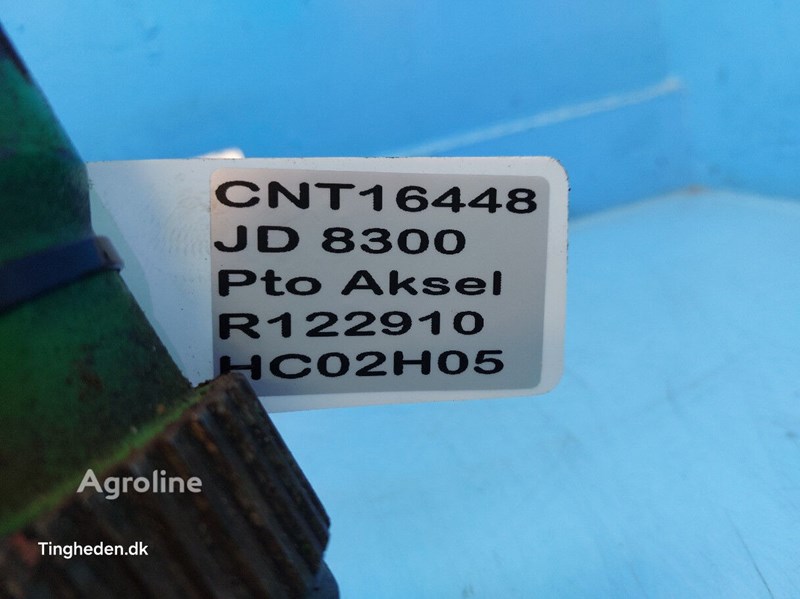 CNT16448
JD 8300
Pto Aksel
R122910
HC02H05
Agroline
Tingheden.dk